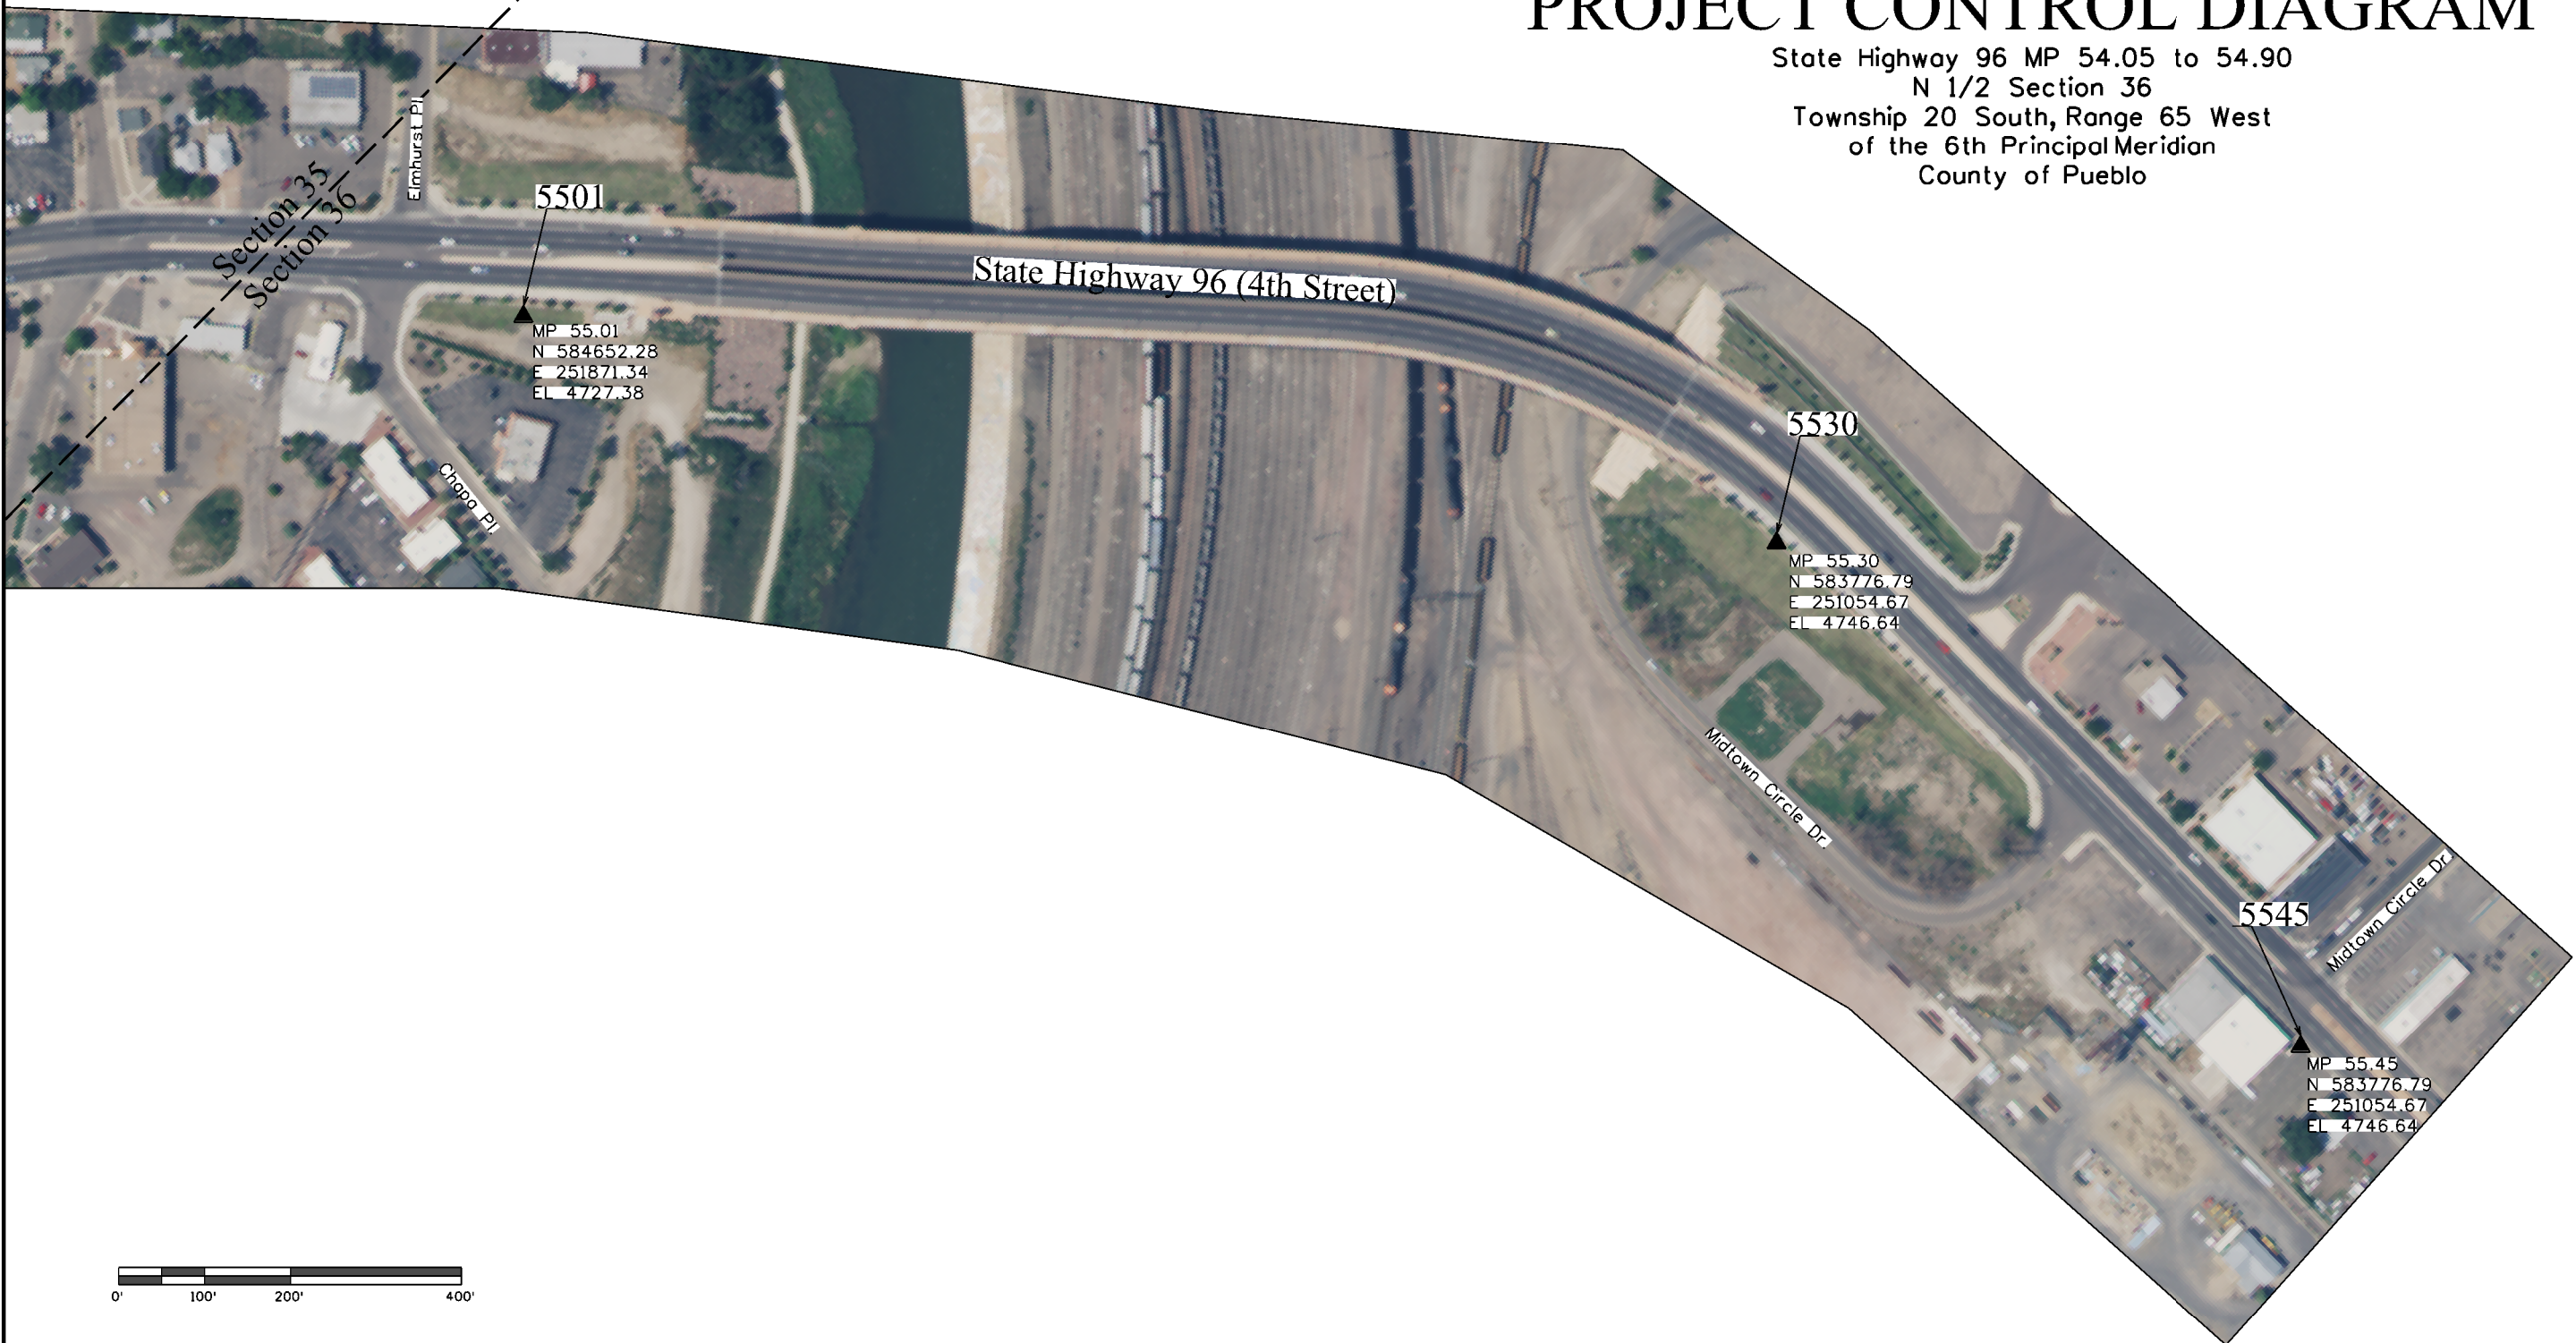 PROJECT CONTROL DIAGRAM
State Highway 96 MP 54.05 to 54.90
N 1/2 Section 36
Township 20 South, Range 65 West
of the 6th Principal Meridian
County of Pueblo
Elmhurst Pl
Section 35
Section 36
5501
State Highway 96 (4th Street)
MP 55.01
N 584652.28
E 251871.34
EL 4727.38
Chapa Pl.
5530
MP 55.30
N 583776.79
E 251054.67
EL 4746.64
Midtown Circle Dr.
Midtown Circle Dr.
5545
MP 55.45
N 583776.79
E 251054.67
EL 4746.64
0' 100' 200' 400'